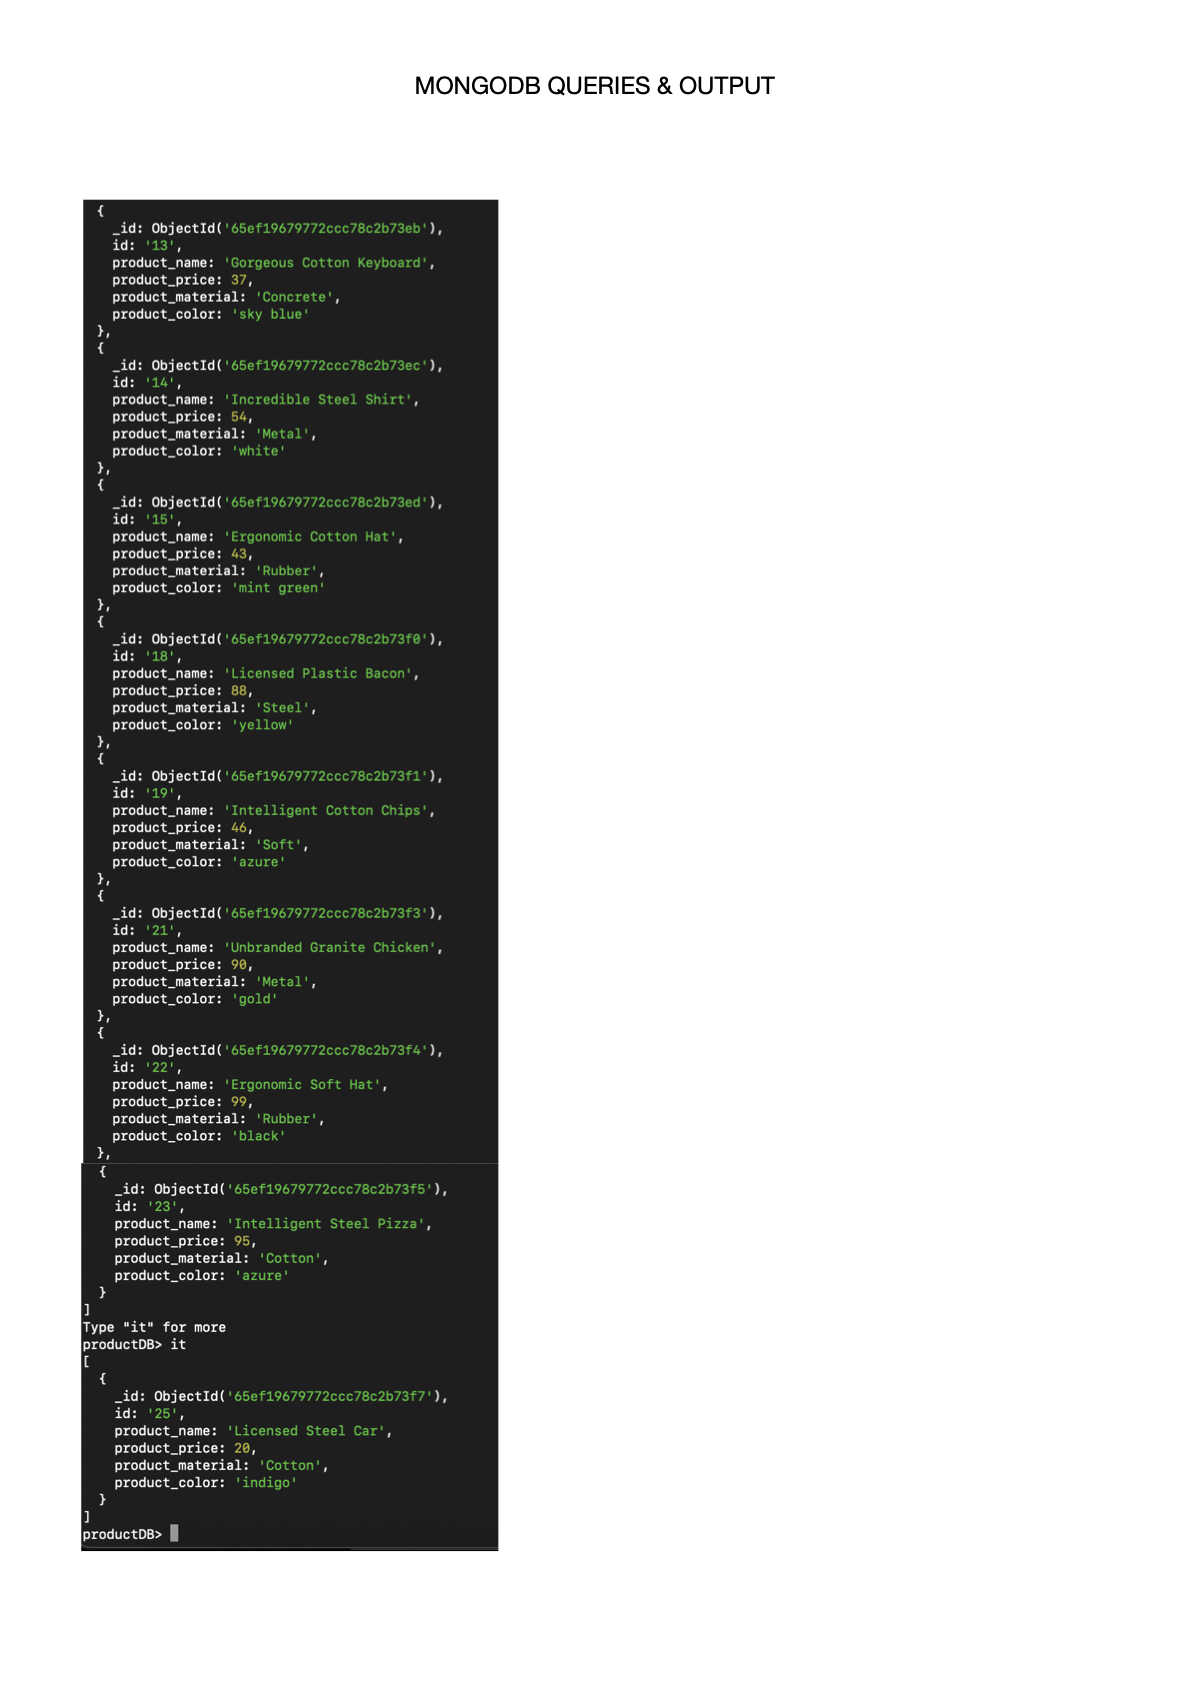 MONGODB QUERIES & OUTPUT
{
_id: ObjectId('65ef19679772ccc78c2b73eb'),
id: '13',
product_name: 'Gorgeous Cotton Keyboard',
product_price: 37,
product_material: 'Concrete',
product_color: 'sky blue'
},
{
_id: ObjectId('65ef19679772ccc78c2b73ec'),
id: '14',
product_name: 'Incredible Steel Shirt',
product_price: 54,
product_material: 'Metal',
product_color: 'white'
},
{
_id: ObjectId('65ef19679772ccc78c2b73ed'),
id: '15',
product_name: 'Ergonomic Cotton Hat',
product_price: 43,
product_material: 'Rubber',
product_color: 'mint green'
},
{
_id: ObjectId('65ef19679772ccc78c2b73f0'),
id: '18',
product_name: 'Licensed Plastic Bacon',
product_price: 88,
product_material: 'Steel',
product_color: 'yellow'
},
{
_id: ObjectId('65ef19679772ccc78c2b73f1'),
id: '19',
product_name: 'Intelligent Cotton Chips',
product_price: 46,
product_material: 'Soft',
product_color: 'azure'
},
{
_id: ObjectId('65ef19679772ccc78c2b73f3'),
id: '21',
product_name: 'Unbranded Granite Chicken',
product_price: 90,
product_material: 'Metal',
product_color: 'gold'
},
{
_id: ObjectId('65ef19679772ccc78c2b73f4'),
id: '22',
product_name: 'Ergonomic Soft Hat',
product_price: 99,
product_material: 'Rubber',
product_color: 'black'
},
{
_id: ObjectId('65ef19679772ccc78c2b73f5'),
id: '23',
product_name: 'Intelligent Steel Pizza',
product_price: 95,
product_material: 'Cotton',
product_color: 'azure'
}
]
Type "it" for more
productDB> it
[
{
_id: ObjectId('65ef19679772ccc78c2b73f7'),
id: '25',
product_name: 'Licensed Steel Car',
product_price: 20,
product_material: 'Cotton',
product_color: 'indigo'
}
]
productDB>